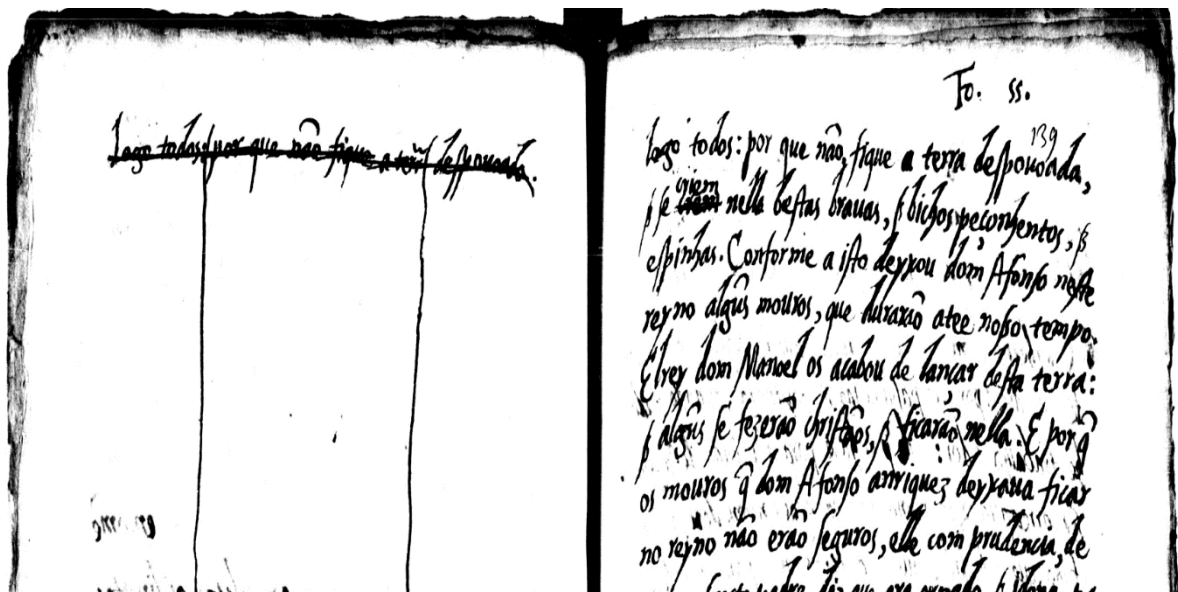 logo todos: por que não fique a terra despouoada.
Fo. 55.
139
logo todos: por que não fique a terra despouoada,
criem
& se nella bestas brauas, & bichos peçonhentos, &
espinhas. Conforme a isto deyxou dom Afonso neste
reyno algũs mouros, que durarão atee nosso tempo.
Elrey dom Manoel os acabou de lançar desta terra:
& algũs se fezerão christãos, & ficarão nella. E por q̃
os mouros q̃ dom Afonso anriquez deyxaua ficar
no reyno não erão seguros, elle com prudencia, de